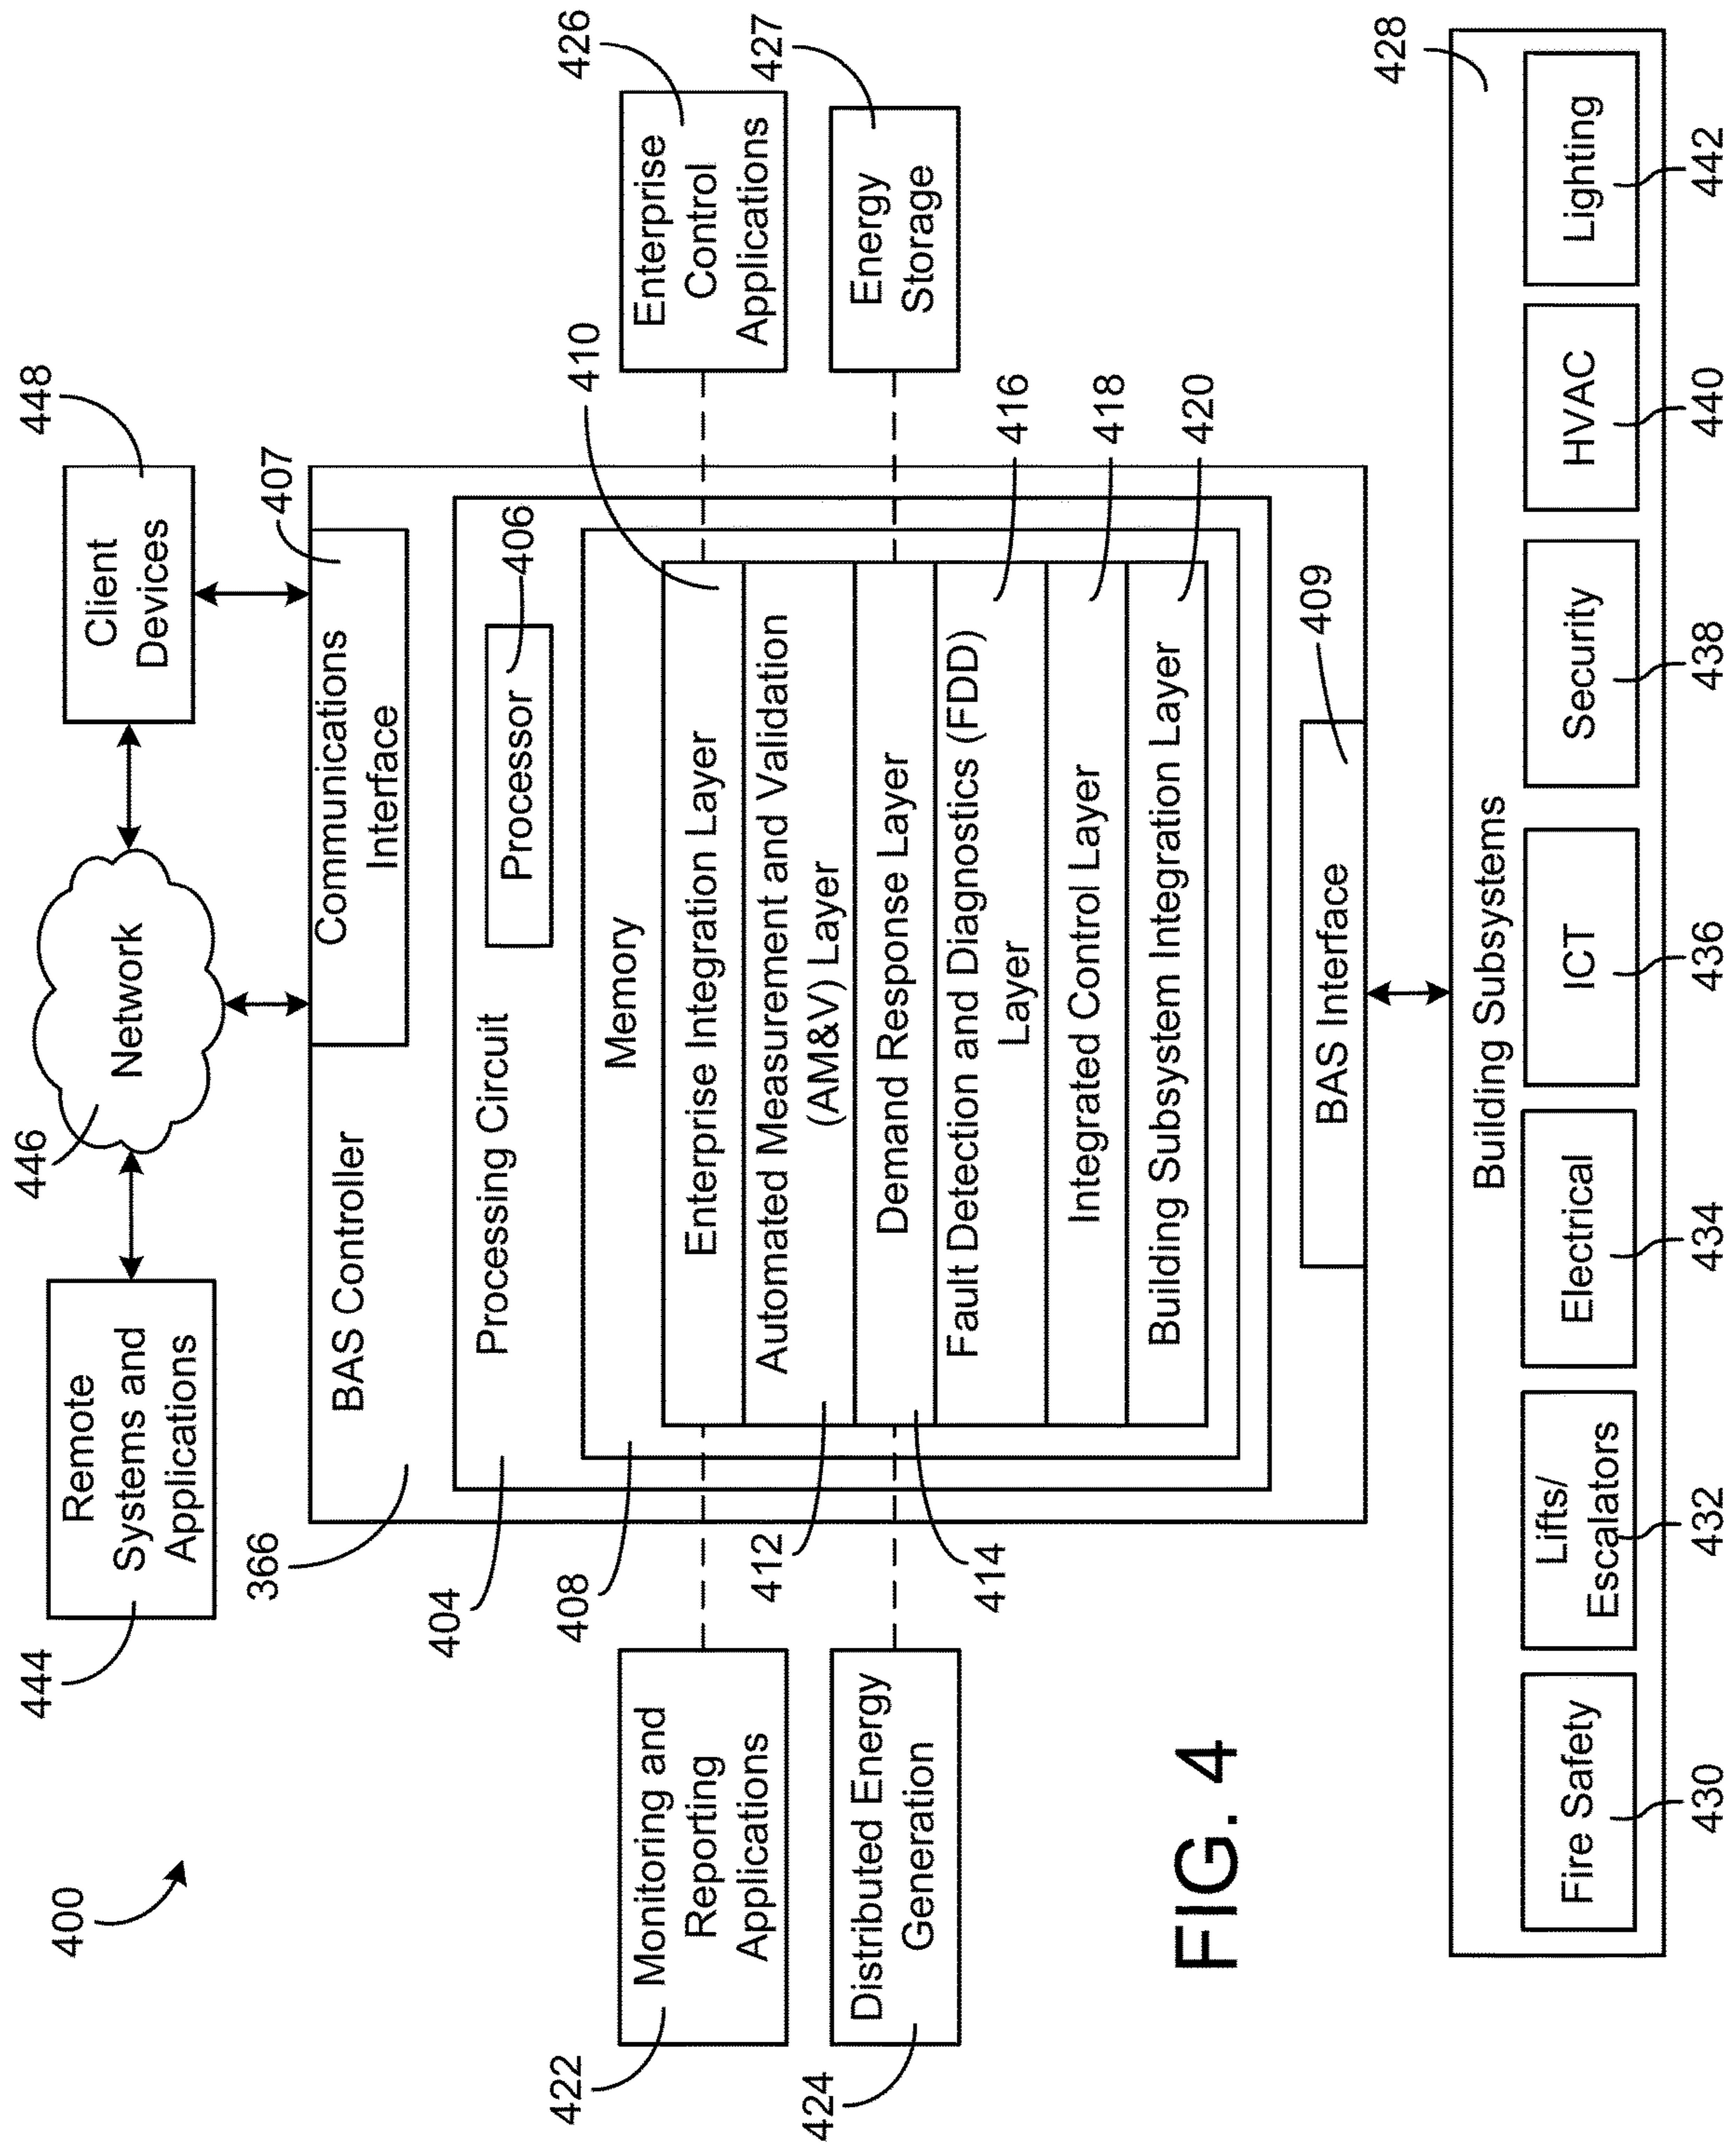 400
444
Remote
Systems and
Applications
446
Network
448
Client
Devices
366
BAS Controller
407
Communications
Interface
404
Processing Circuit
Processor
406
408
Memory
410
Enterprise Integration Layer
Automated Measurement and Validation
(AM&V) Layer
412
Demand Response Layer
414
Fault Detection and Diagnostics (FDD)
Layer
416
Integrated Control Layer
418
Building Subsystem Integration Layer
420
422
Monitoring and
Reporting
Applications
424
Distributed Energy
Generation
426
Enterprise
Control
Applications
427
Energy
Storage
BAS Interface
409
FIG. 4
Building Subsystems
428
Fire Safety
Lifts/
Escalators
Electrical
ICT
Security
HVAC
Lighting
430
432
434
436
438
440
442